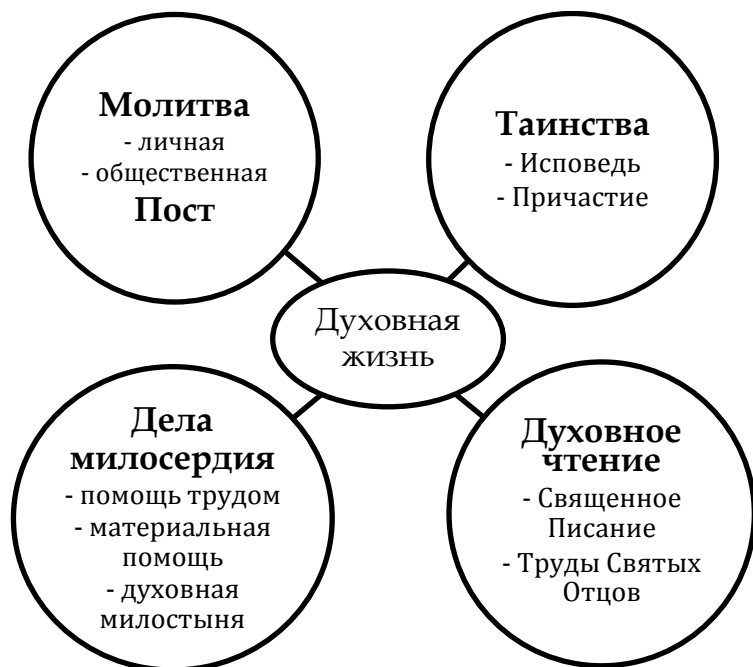 Молитва
- личная
- общественная
Пост
Таинства
- Исповедь
- Причастие
Духовная
жизнь
Дела
милосердия
- помощь трудом
- материальная
помощь
- духовная
милостыня
Духовное
чтение
- Священное
Писание
- Труды Святых
Отцов